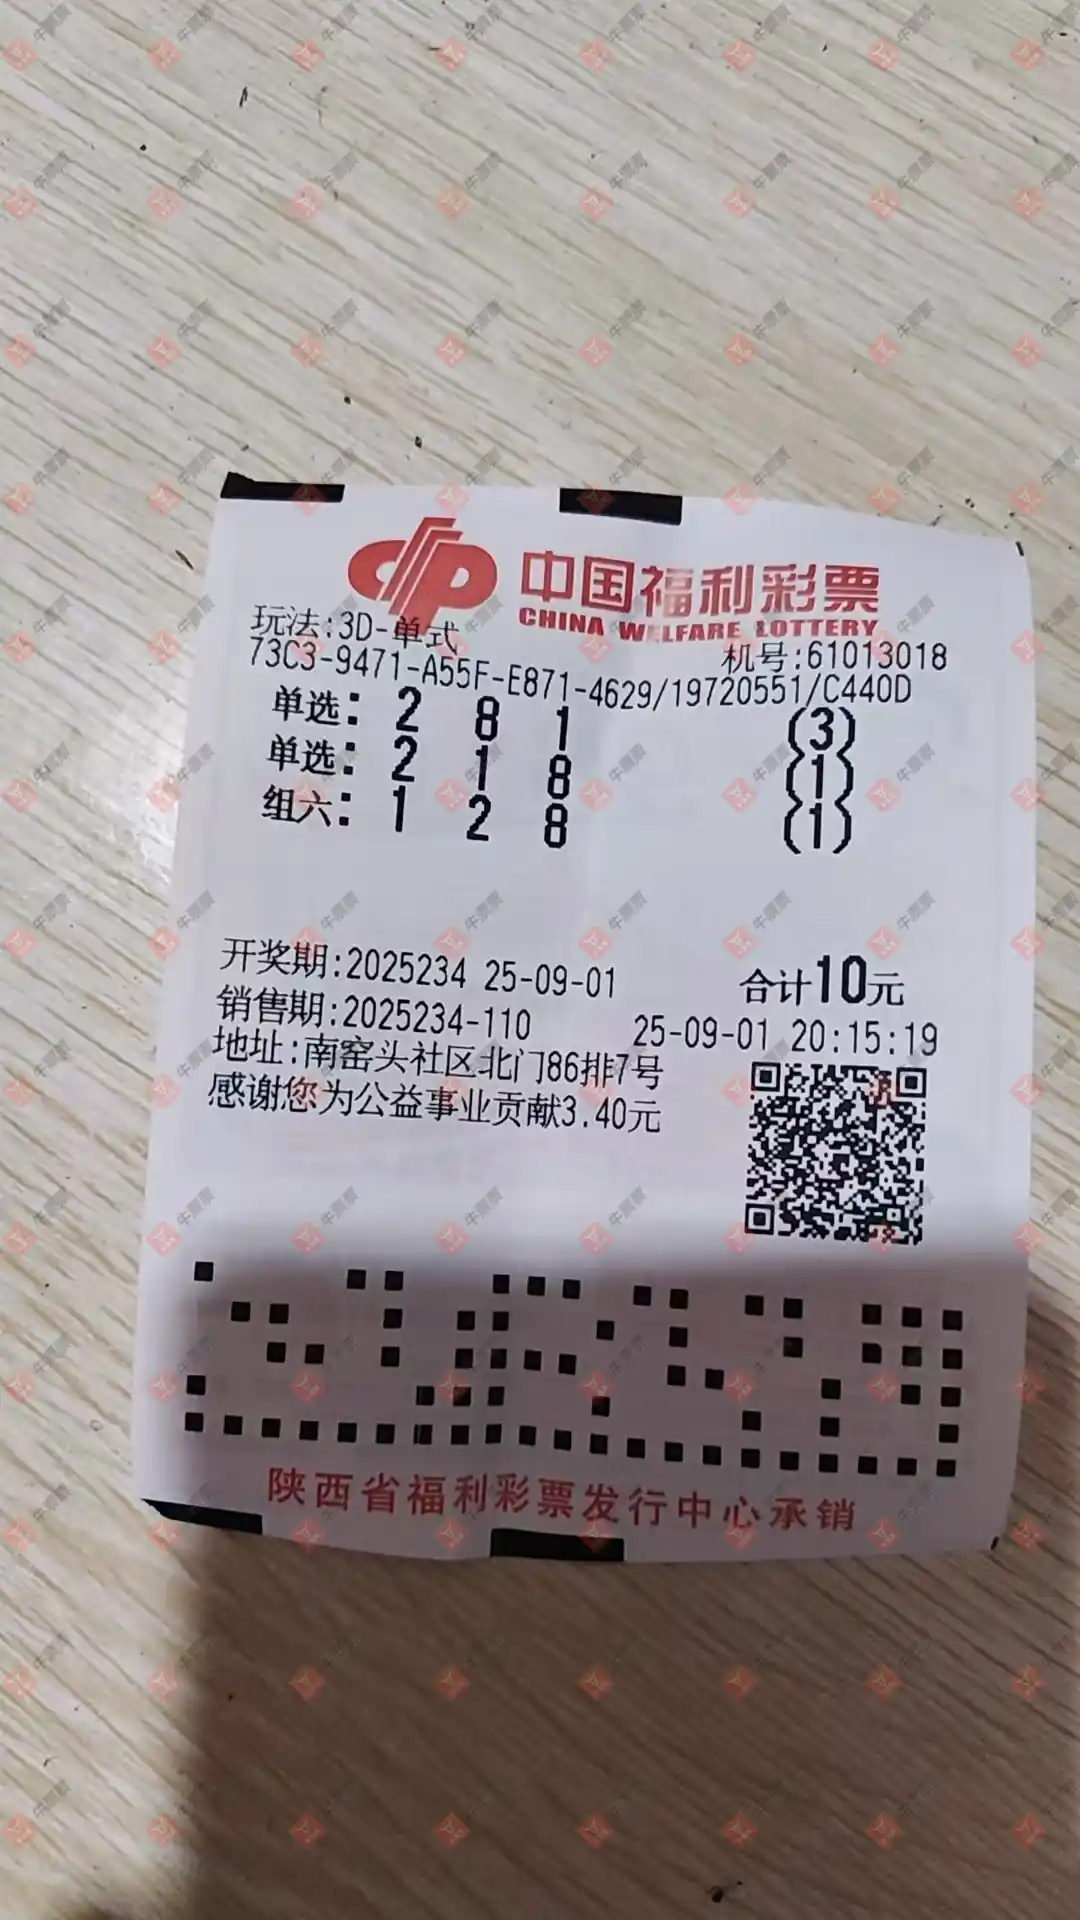 中国福利彩票
CHINA WELFARE LOTTERY
玩法:3D-单式
机号:61013018
73C3-9471-A55F-E871-4629/19720551/C440D
单选: 2 8 1 (3)
单选: 2 1 8 (1)
组六: 1 2 8 (1)
开奖期:2025234 25-09-01 合计10元
销售期:2025234-110 25-09-01 20:15:19
地址:南窑头社区北门86排7号
感谢您为公益事业贡献3.40元
陕西省福利彩票发行中心承销